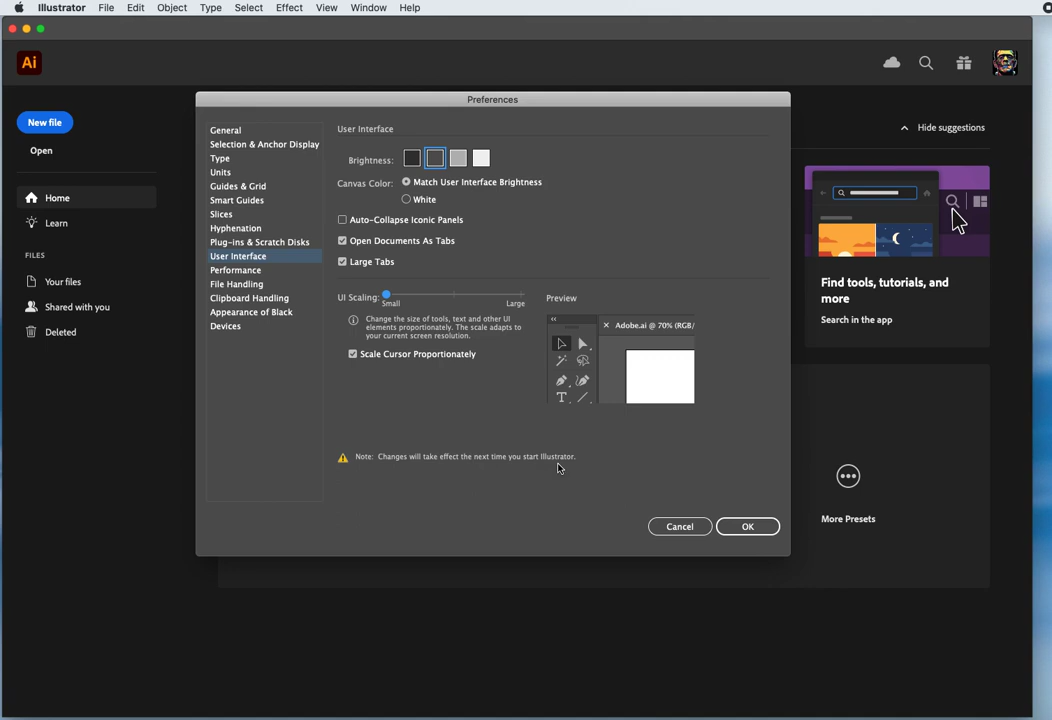 Illustrator File Edit Object Type Select Effect View Window Help
Ai
Preferences
New file
Open
Home
Learn
FILES
Your files
Shared with you
Deleted
General
Selection & Anchor Display
Type
Units
Guides & Grid
Smart Guides
Slices
Hyphenation
Plug-ins & Scratch Disks
User Interface
Performance
File Handling
Clipboard Handling
Appearance of Black
Devices
User Interface
Brightness:
Canvas Color: Match User Interface Brightness
White
Auto-Collapse Iconic Panels
Open Documents As Tabs
Large Tabs
UI Scaling:
Small Large
Change the size of tools, text and other UI
elements proportionately. The scale adapts to
your current screen resolution.
Scale Cursor Proportionately
Preview
Adobe.ai @ 70% (RGB/
Note: Changes will take effect the next time you start Illustrator.
Cancel OK
Hide suggestions
Find tools, tutorials, and
more
Search in the app
More Presets